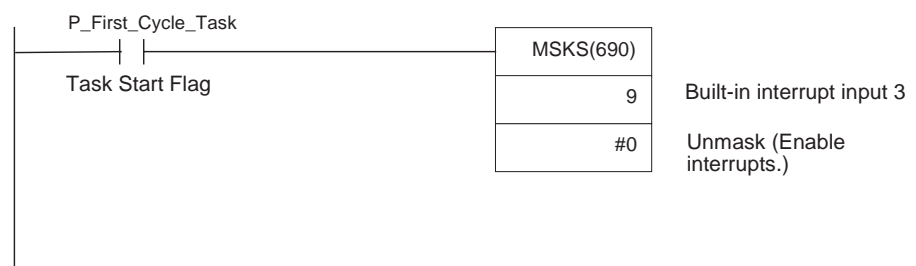 P_First_Cycle_Task
MSKS(690)
Task Start Flag
9
Built-in interrupt input 3
#0
Unmask (Enable
interrupts.)